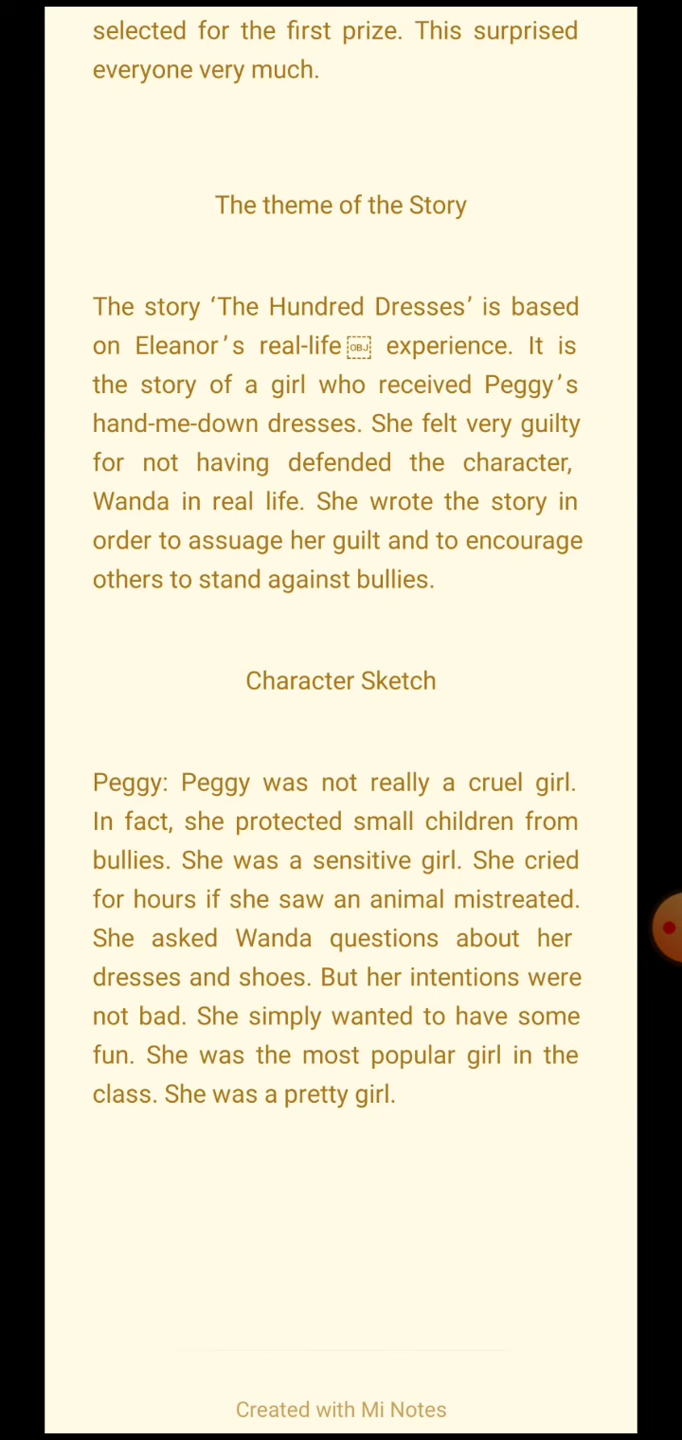 selected for the first prize. This surprised
everyone very much.
The theme of the Story
The story ‘The Hundred Dresses’ is based
on Eleanor’s real-life OBJ experience. It is
the story of a girl who received Peggy’s
hand-me-down dresses. She felt very guilty
for not having defended the character,
Wanda in real life. She wrote the story in
order to assuage her guilt and to encourage
others to stand against bullies.
Character Sketch
Peggy: Peggy was not really a cruel girl.
In fact, she protected small children from
bullies. She was a sensitive girl. She cried
for hours if she saw an animal mistreated.
She asked Wanda questions about her
dresses and shoes. But her intentions were
not bad. She simply wanted to have some
fun. She was the most popular girl in the
class. She was a pretty girl.
Created with Mi Notes